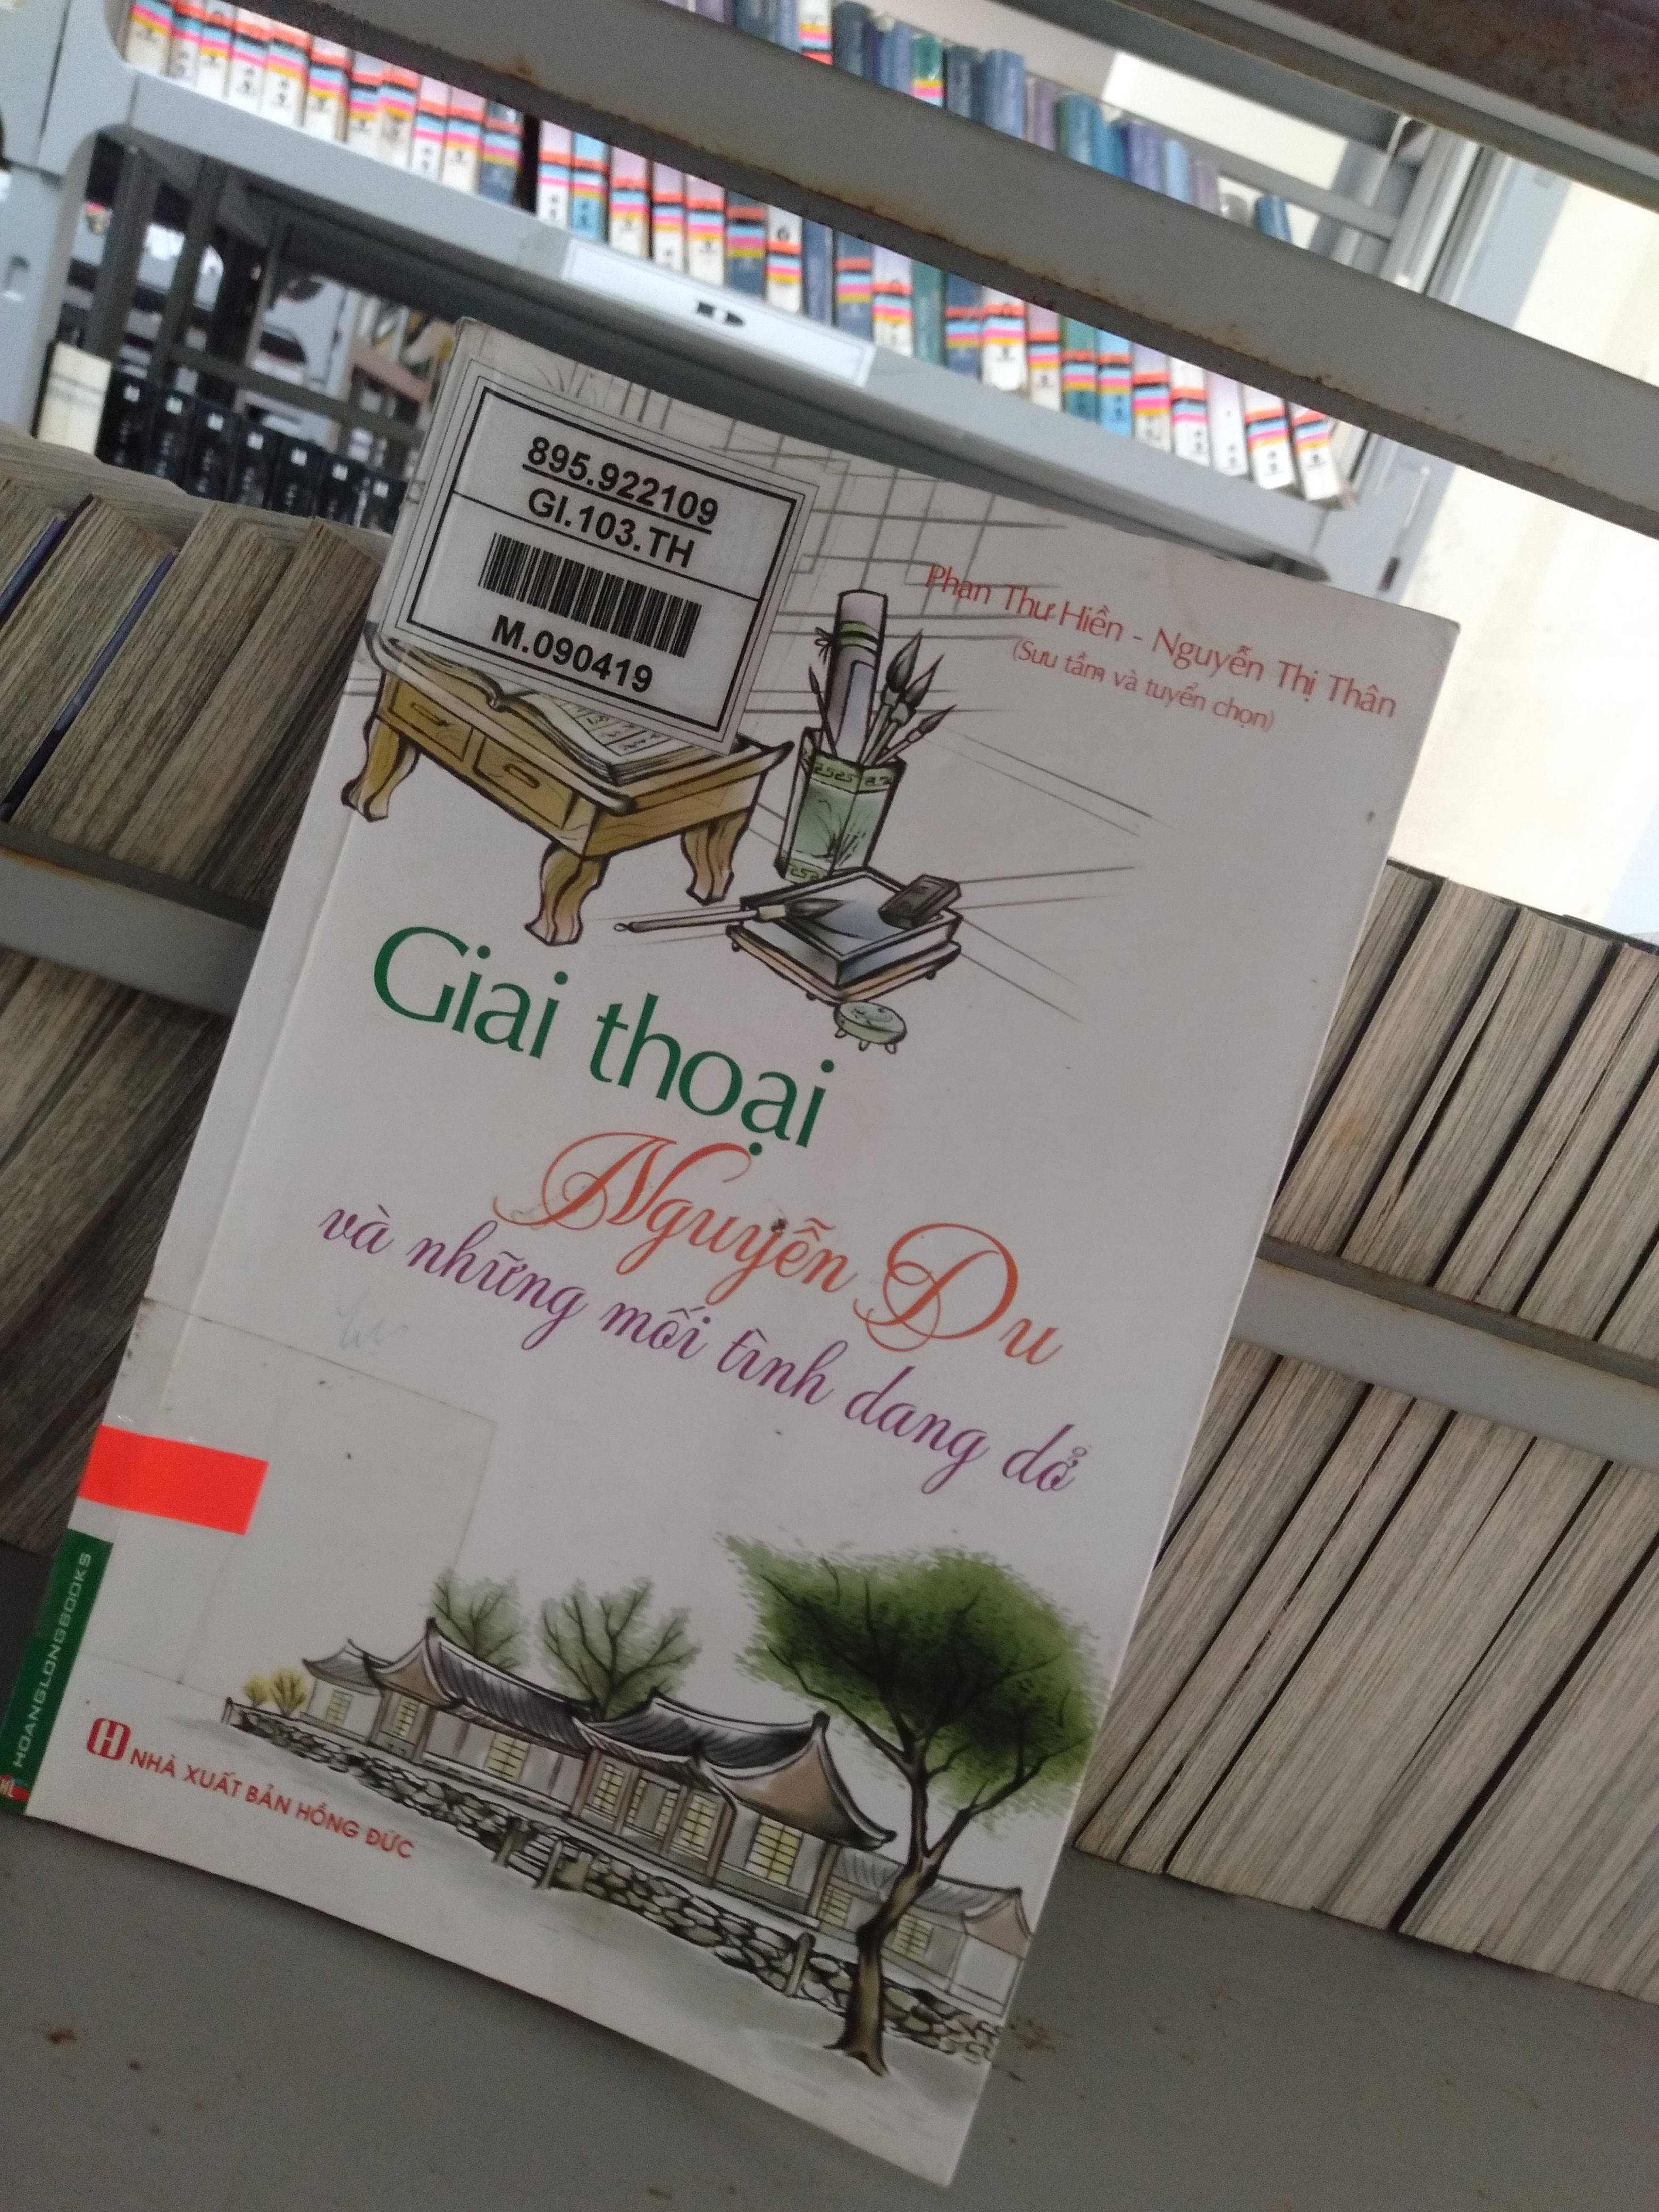 895.922109
GI.103.TH
M.090419
Phan Thư Hiền - Nguyễn Thị Thân
(Sưu tầm và tuyển chọn)
Giai thoại
Nguyễn Du
và những mối tình dang dở
HOANGLONGBOOKS
HL
H NHÀ XUẤT BẢN HỒNG ĐỨC